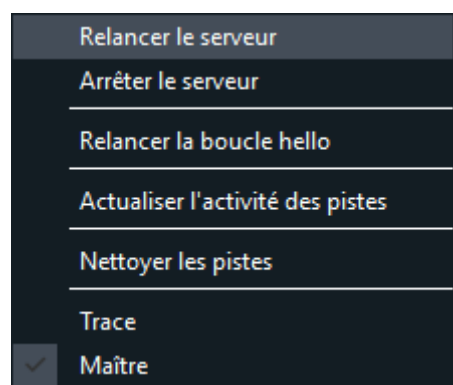 Relancer le serveur
Arrêter le serveur
Relancer la boucle hello
Actualiser l'activité des pistes
Nettoyer les pistes
Trace
Maître